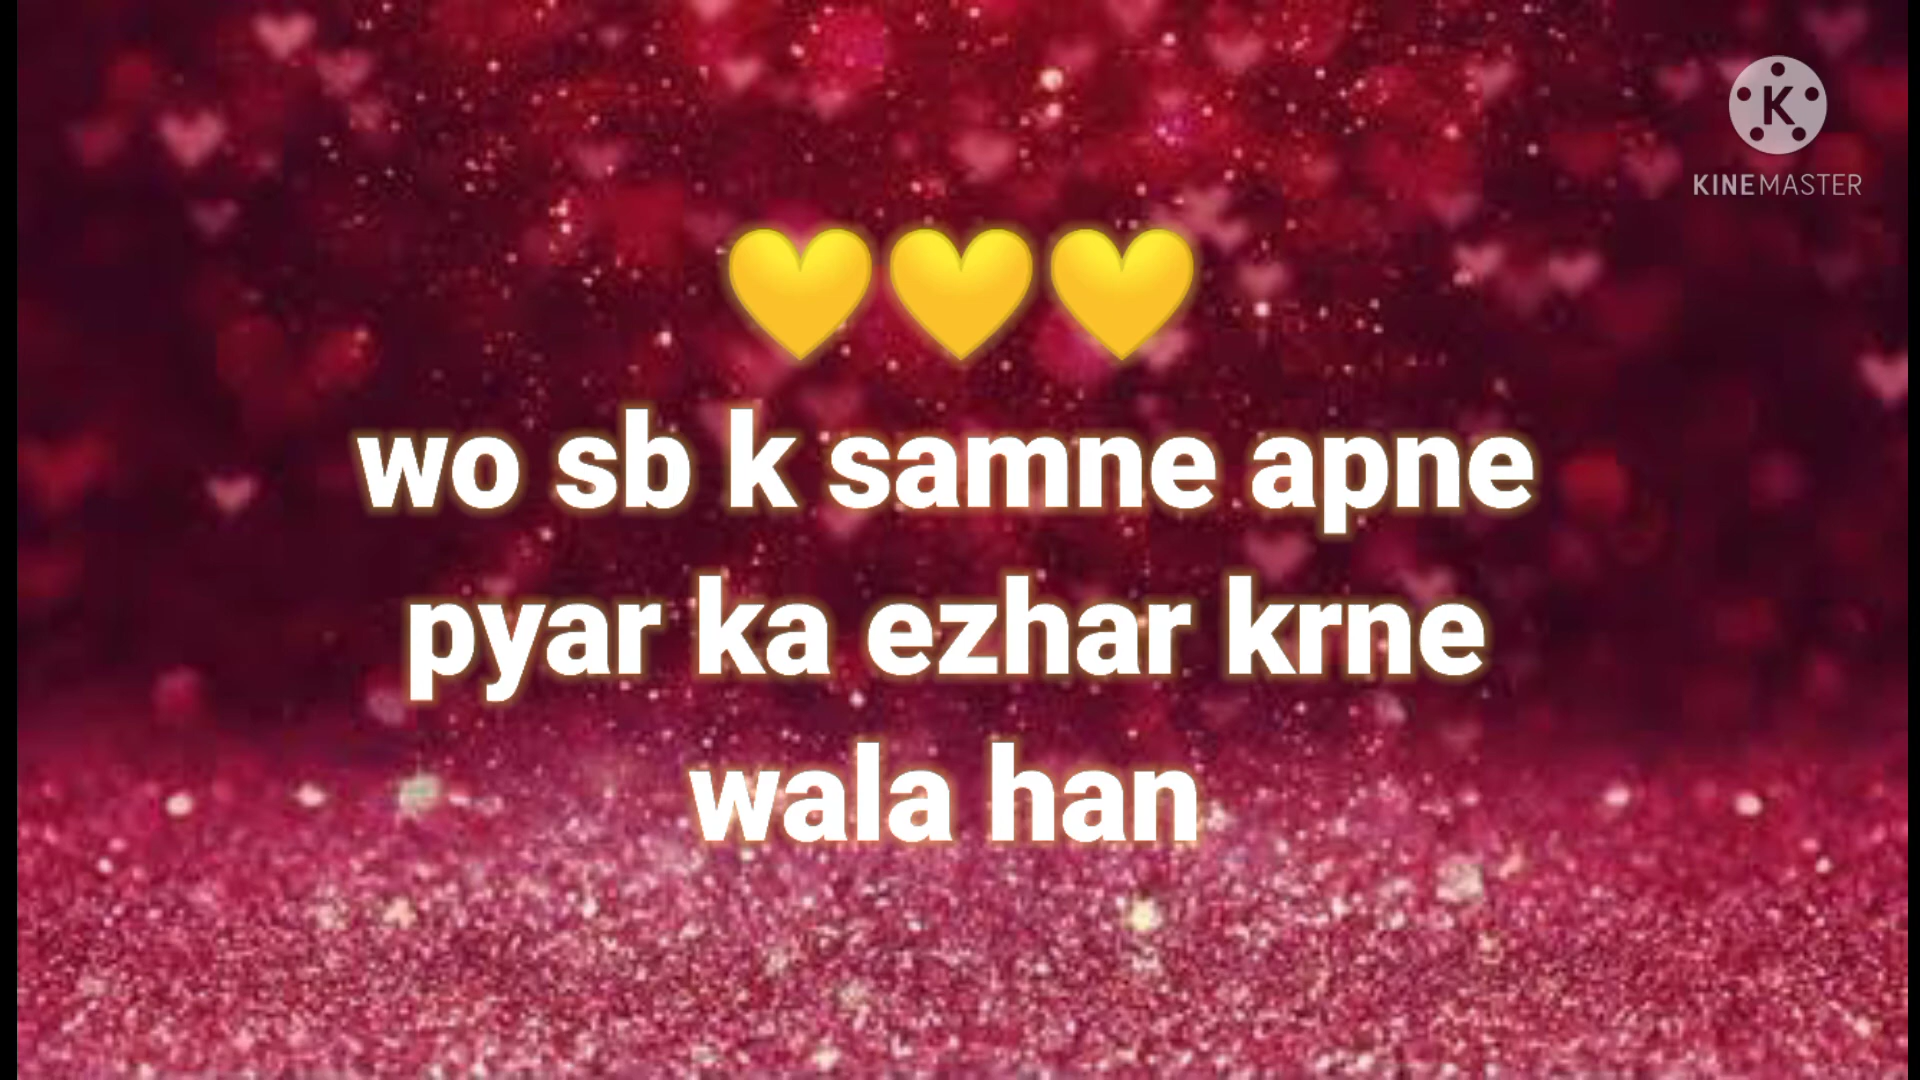 KINEMASTER
💛💛💛
wo sb k samne apne
pyar ka ezhar krne
wala han